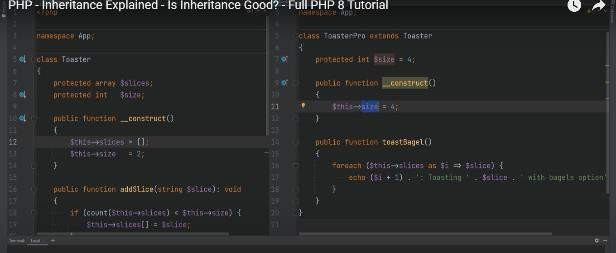 PHP - Inheritance Explained - Is Inheritance Good? - Full PHP 8 Tutorial
<?php
namespace App;
class Toaster
{
protected array $slices;
protected int $size;
public function __construct()
{
$this->slices = [];
$this->size = 2;
}
public function addSlice(string $slice): void
{
if (count($this->slices) < $this->size) {
$this->slices[] = $slice;
namespace App;
class ToasterPro extends Toaster
{
protected int $size = 4;
public function __construct()
{
$this->size = 4;
}
public function toastBagel()
{
foreach ($this->slices as $i => $slice) {
echo ($i + 1) . ': Toasting ' . $slice . ' with bagels option'
}
}
}
Terminal: Local